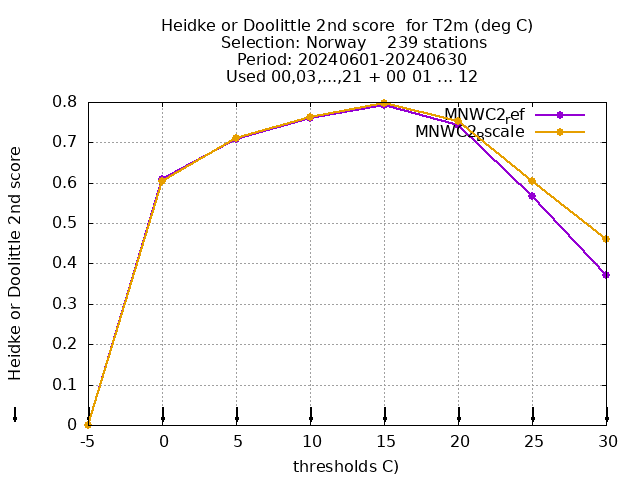 Heidke or Doolittle 2nd score  for T2m (deg C)
Selection: Norway    239 stations
Period: 20240601-20240630
Used 00,03,...,21 + 00 01 ... 12
Heidke or Doolittle 2nd score
0.8
0.7
0.6
0.5
0.4
0.3
0.2
0.1
0
MNWC2ref
MNWC2pscale
-5 0 5 10 15 20 25 30
thresholds C)